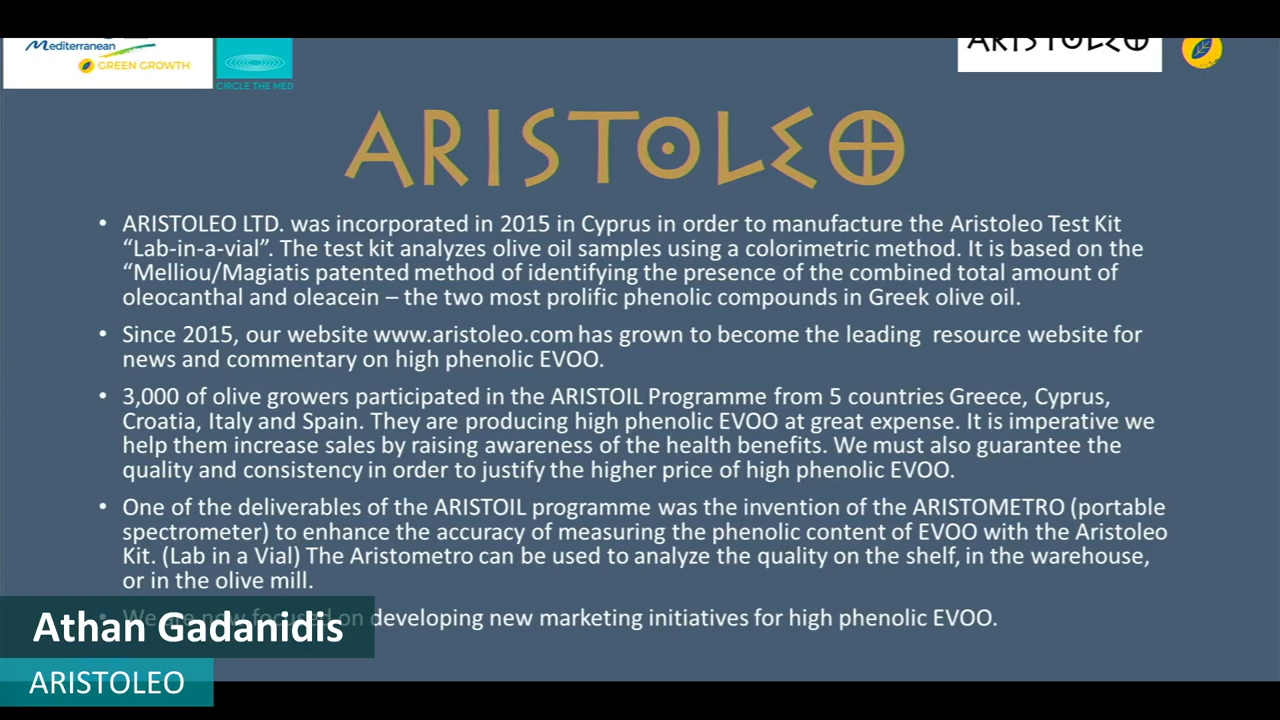 Mediterranean
GREEN GROWTH
CIRCLE THE MED
ARISTOLEO
ARISTOLEO
• ARISTOLEO LTD. was incorporated in 2015 in Cyprus in order to manufacture the Aristoleo Test Kit
“Lab-in-a-vial”. The test kit analyzes olive oil samples using a colorimetric method. It is based on the
“Melliou/Magiatis patented method of identifying the presence of the combined total amount of
oleocanthal and oleacein – the two most prolific phenolic compounds in Greek olive oil.
• Since 2015, our website www.aristoleo.com has grown to become the leading resource website for
news and commentary on high phenolic EVOO.
• 3,000 of olive growers participated in the ARISTOIL Programme from 5 countries Greece, Cyprus,
Croatia, Italy and Spain. They are producing high phenolic EVOO at great expense. It is imperative we
help them increase sales by raising awareness of the health benefits. We must also guarantee the
quality and consistency in order to justify the higher price of high phenolic EVOO.
• One of the deliverables of the ARISTOIL programme was the invention of the ARISTOMETRO (portable
spectrometer) to enhance the accuracy of measuring the phenolic content of EVOO with the Aristoleo
Kit. (Lab in a Vial) The Aristometro can be used to analyze the quality on the shelf, in the warehouse,
or in the olive mill.
• We are now focused on developing new marketing initiatives for high phenolic EVOO.
Athan Gadanidis
ARISTOLEO